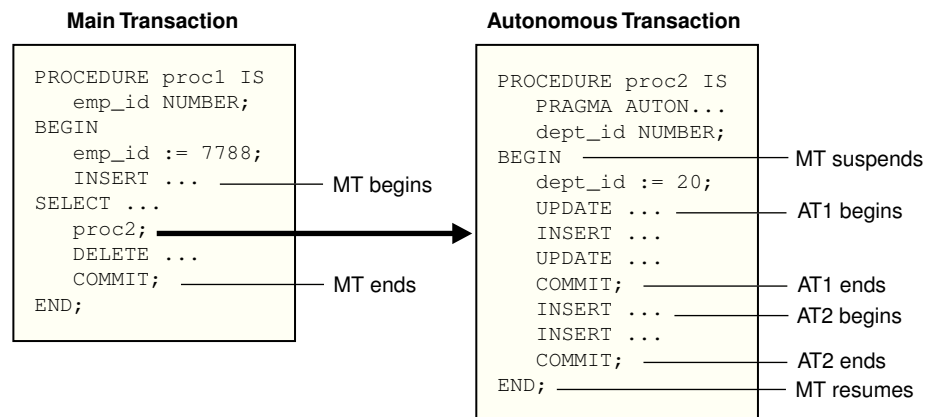 Main Transaction
PROCEDURE proc1 IS
emp_id NUMBER;
BEGIN
emp_id := 7788;
INSERT ...
MT begins
SELECT ...
proc2;
DELETE ...
COMMIT;
MT ends
END;
Autonomous Transaction
PROCEDURE proc2 IS
PRAGMA AUTON...
dept_id NUMBER;
BEGIN
MT suspends
dept_id := 20;
UPDATE ...
AT1 begins
INSERT ...
UPDATE ...
COMMIT;
AT1 ends
INSERT ...
AT2 begins
INSERT ...
COMMIT;
AT2 ends
END;
MT resumes